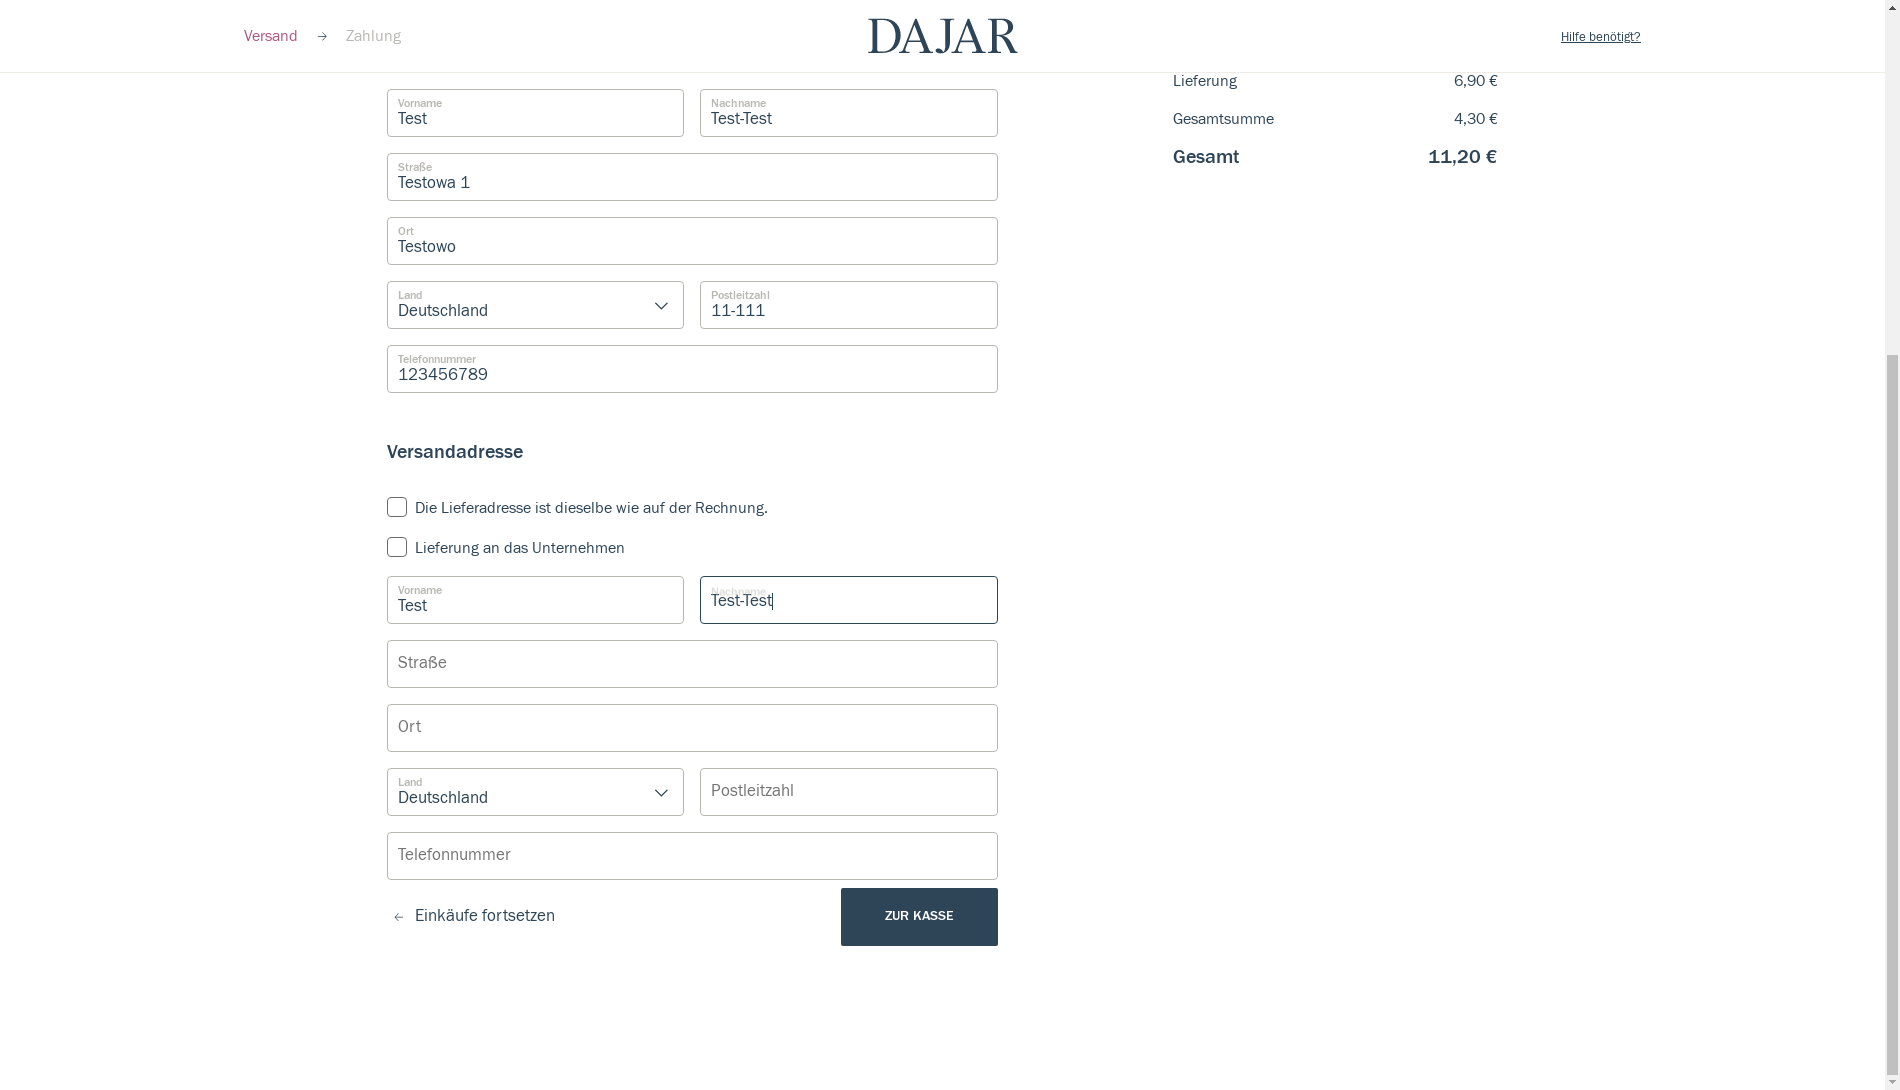 Versand → Zahlung
DAJAR
Hilfe benötigt?
Lieferung 6,90 €
Gesamtsumme 4,30 €
Gesamt 11,20 €
Vorname Nachname
Test Test-Test
Straße
Testowa 1
Ort
Testowo
Land Postleitzahl
Deutschland 11-111
Telefonnummer
123456789
Versandadresse
Die Lieferadresse ist dieselbe wie auf der Rechnung.
Lieferung an das Unternehmen
Vorname Nachname
Test Test-Test
Straße
Ort
Land
Deutschland Postleitzahl
Telefonnummer
← Einkäufe fortsetzen ZUR KASSE